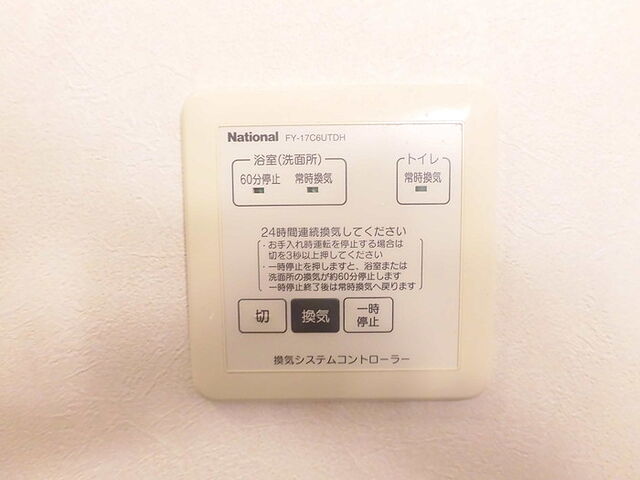 National FY-17C6UTDH
浴室(洗面所)
トイレ
60分停止 常時換気
常時換気
24時間連続換気してください
・お手入れ時運転を停止する場合は
切を3秒以上押してください
・一時停止を押しますと、浴室または
洗面所の換気が約60分停止します
一時停止終了後は常時換気へ戻ります
切
換気
一時
停止
換気システムコントローラー